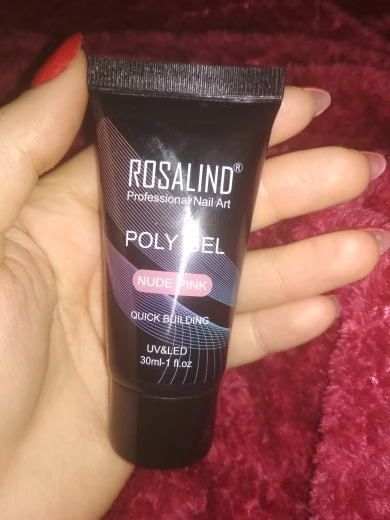 ROSALIND®
Professional Nail Art
POLY GEL
NUDE PINK
QUICK BUILDING
UV&LED
30ml-1 fl.oz